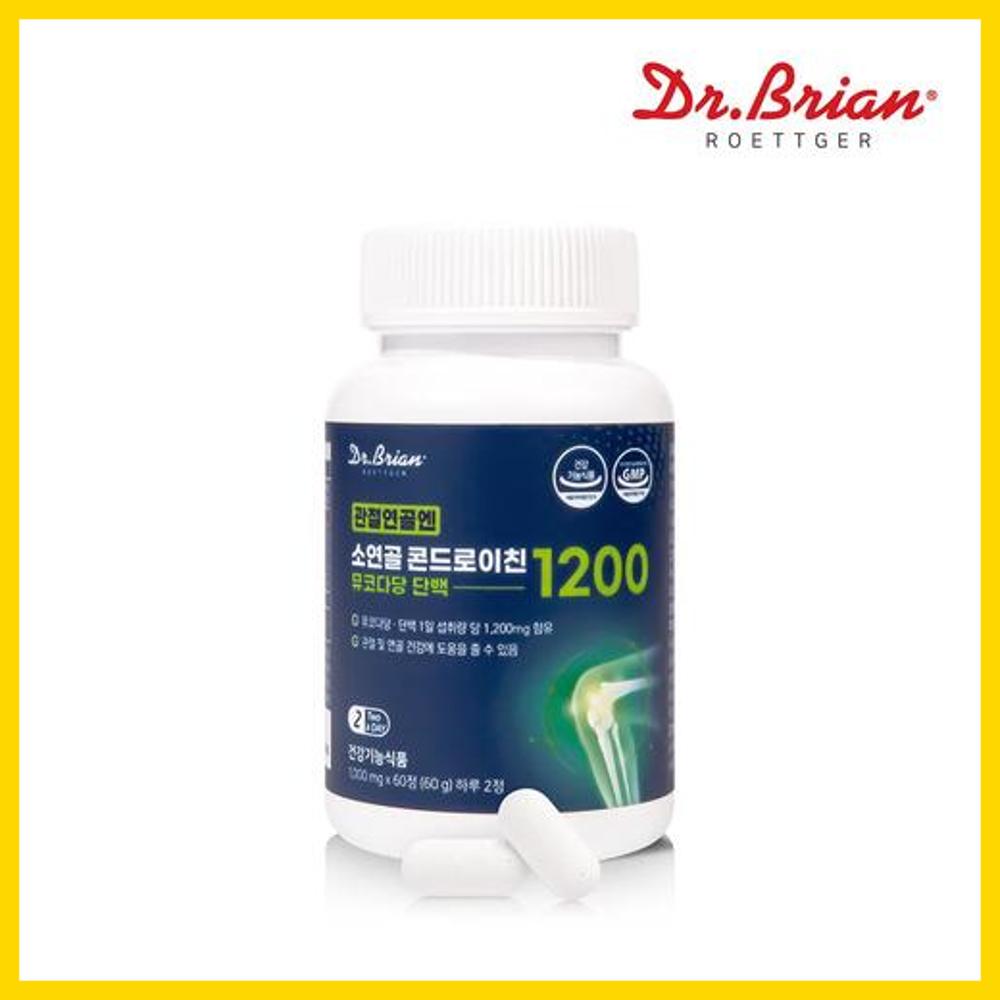 Dr.Brian®
ROETTGER
Dr.Brian
ROETTGER
건강
기능식품
GMP
관절연골엔
소연골 콘드로이친 1200
뮤코다당 단백
뮤코다당 · 단백 1일 섭취량 당 1,200mg 함유
관절 및 연골 건강에 도움을 줄 수 있음
2 Two A DAY
건강기능식품
1,000 mg x 60정 (60 g) 하루 2정